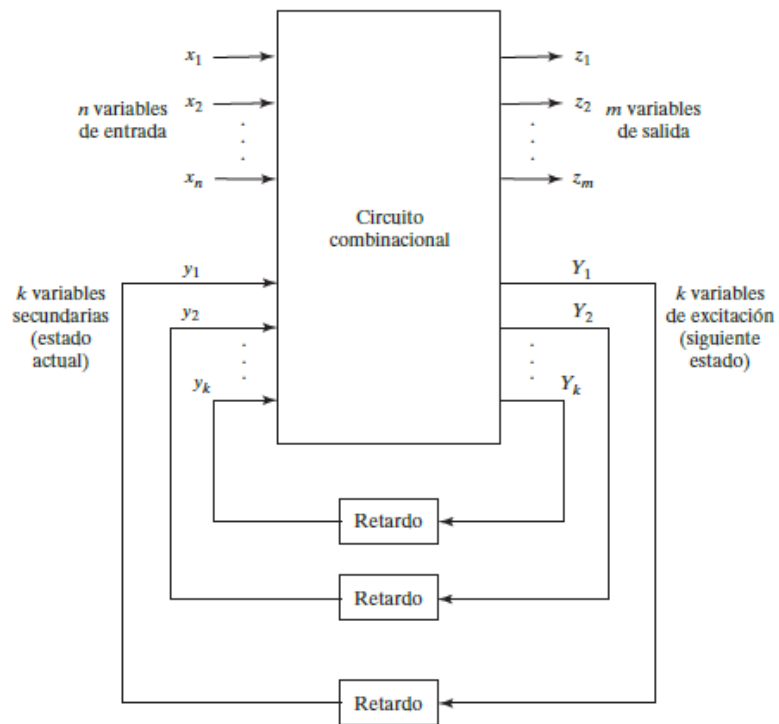 x1
z1
n variables
de entrada
x2
z2
m variables
de salida
xn
zm
Circuito
combinacional
k variables
secundarias
(estado
actual)
y1
y2
yk
Y1
Y2
Yk
k variables
de excitación
(siguiente
estado)
Retardo
Retardo
Retardo